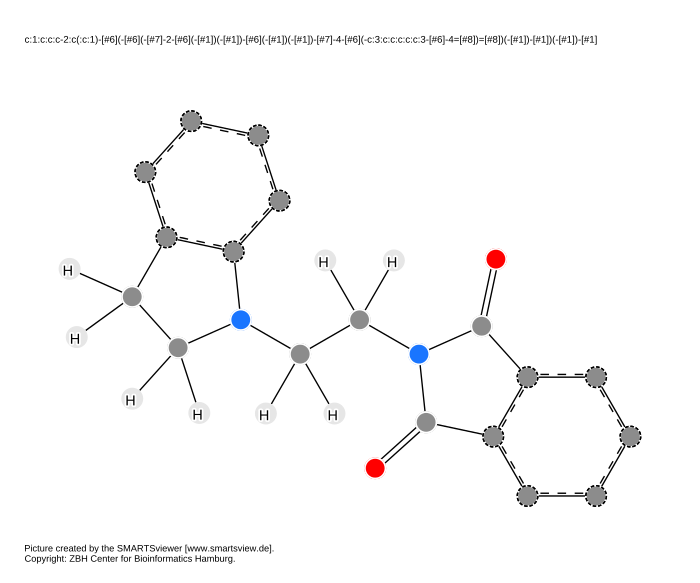 c:1:c:c:c-2:c(:c:1)-[#6](-[#6](-[#7]-2-[#6](-[#1])(-[#1])-[#6](-[#1])(-[#1])-[#7]-4-[#6](-c:3:c:c:c:c:c:3-[#6]-4=[#8])=[#8])(-[#1])-[#1])(-[#1])-[#1]
H H
H
H
H
H H H
Picture created by the SMARTSviewer [www.smartsview.de].
Copyright: ZBH Center for Bioinformatics Hamburg.